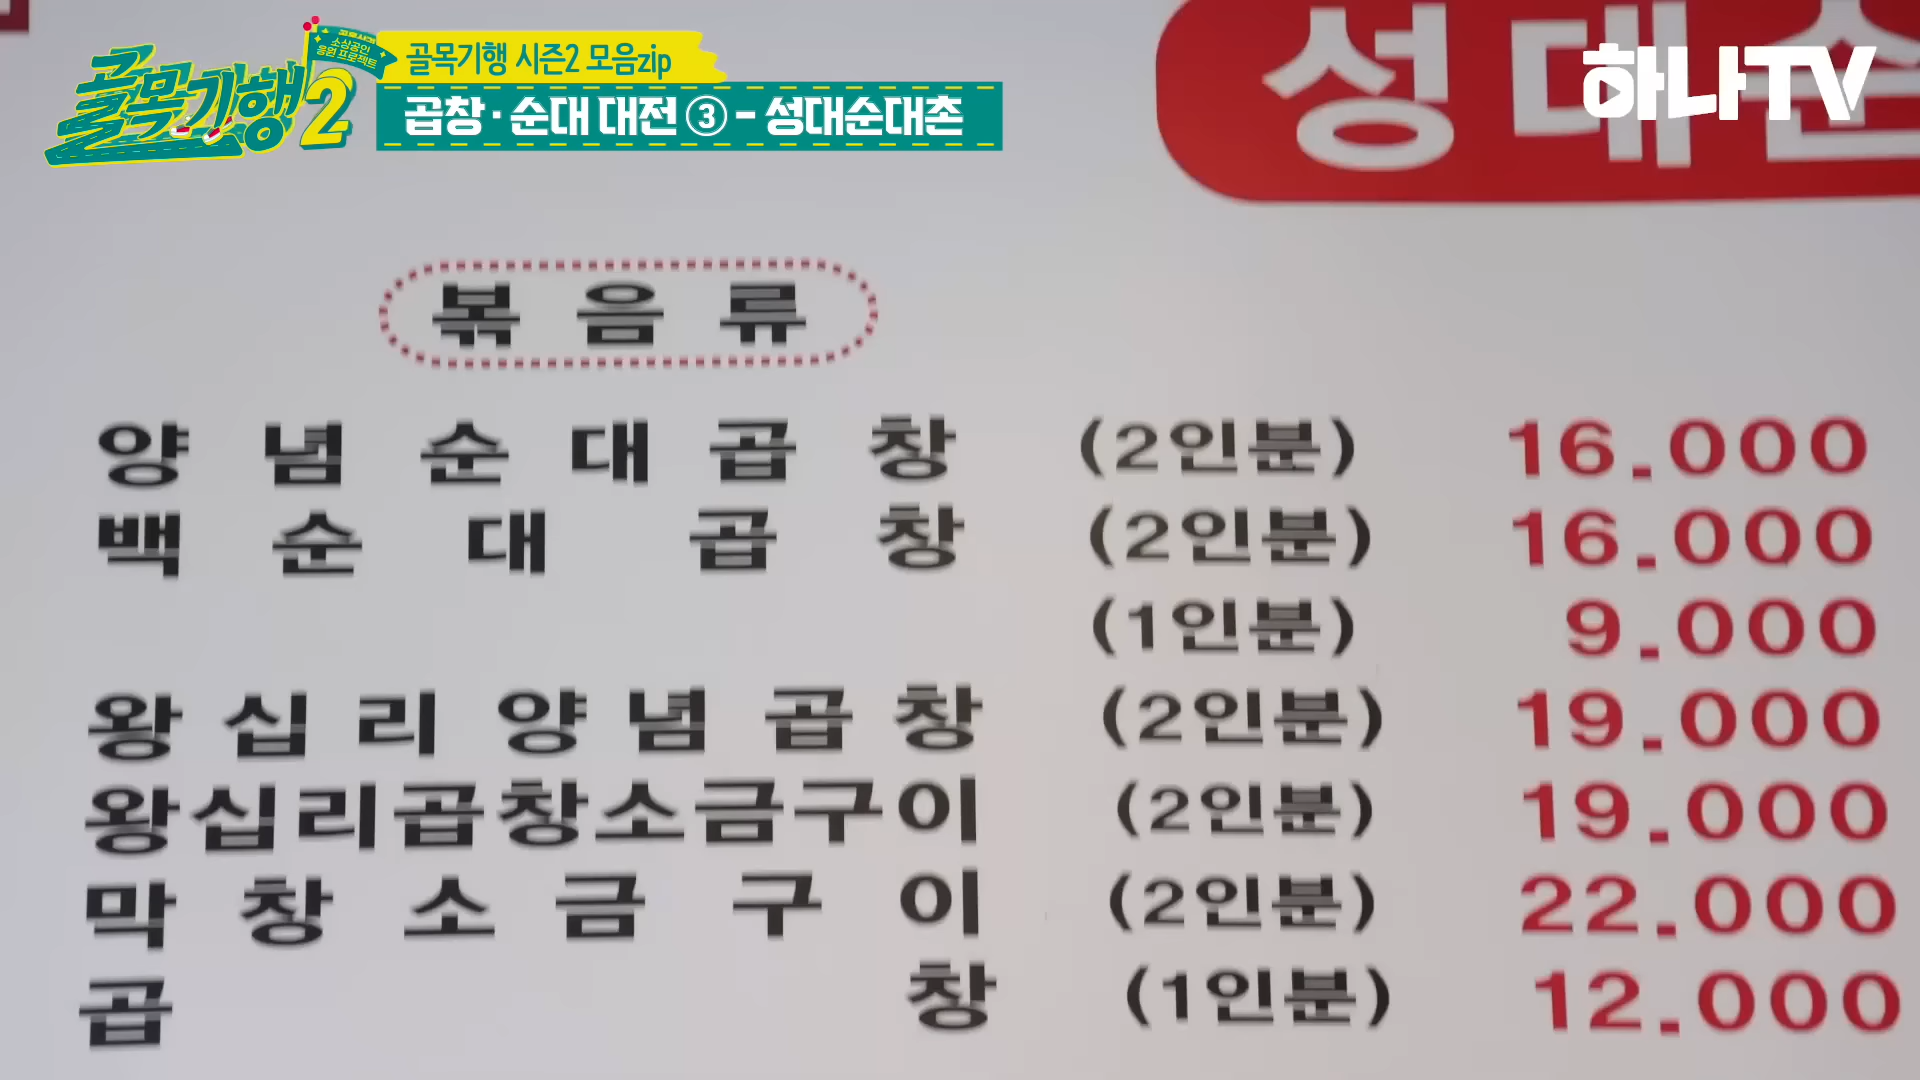 골목기행2
소상공인
응원 프로젝트
골목기행 시즌2 모음zip
곱창·순대 대전 ③ - 성대순대촌
하나TV
성대순
볶음류
양념순대곱창 (2인분) 16.000
백순대곱창 (2인분) 16.000
(1인분) 9.000
왕십리양념곱창 (2인분) 19.000
왕십리곱창소금구이 (2인분) 19.000
막창소금구이 (2인분) 22.000
곱창 (1인분) 12.000